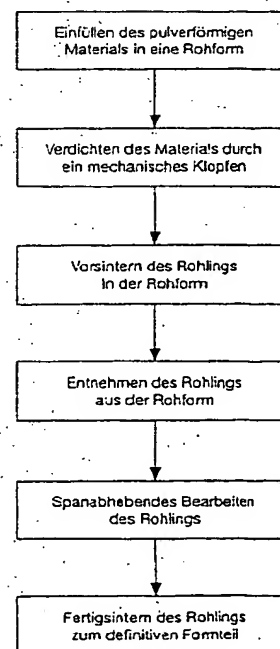 Einfüllen des pulverförmigen
Materials in eine Rohform
Verdichten des Materials durch
ein mechanisches Klopfen
Vorsintern des Rohlings
in der Rohform
Entnehmen des Rohlings
aus der Rohform
Spanabhebendes Bearbeiten
des Rohlings
Fertigsintern des Rohlings
zum definitiven Formteil